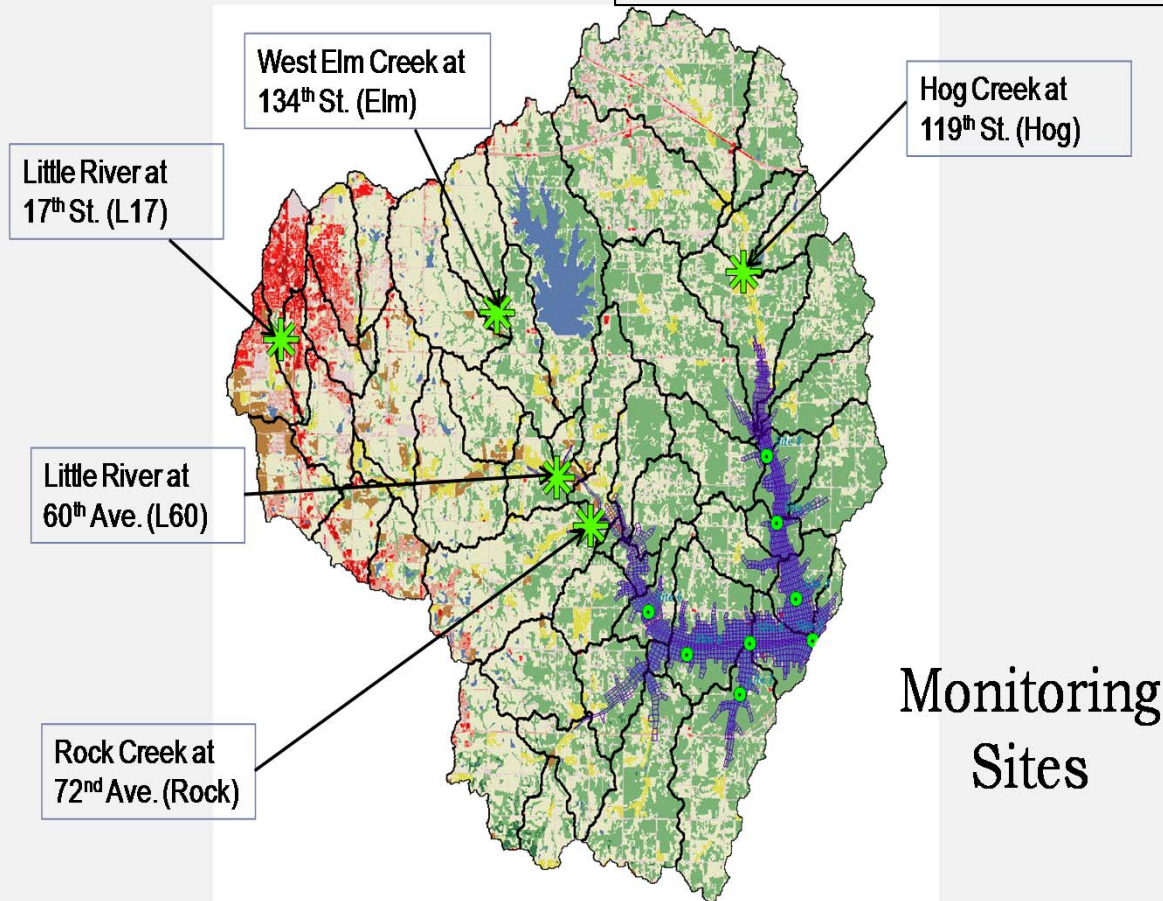 West Elm Creek at
134th St. (Elm)
Hog Creek at
119th St. (Hog)
Little River at
17th St. (L17)
Little River at
60th Ave. (L60)
Rock Creek at
72nd Ave. (Rock)
Monitoring
Sites